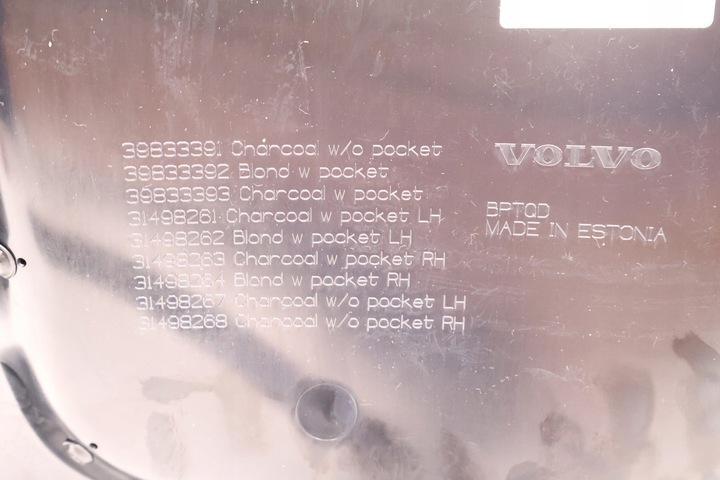 39833391 Charcoal w/o pocket
39833392 Blond w pocket
39833393 Charcoal w pocket
31498261 Charcoal w pocket LH
31498262 Blond w pocket LH
31498263 Charcoal w pocket RH
31498264 Blond w pocket RH
31498267 Charcoal w/o pocket LH
31498268 Charcoal w/o pocket RH
VOLVO
BPTQD
MADE IN ESTONIA